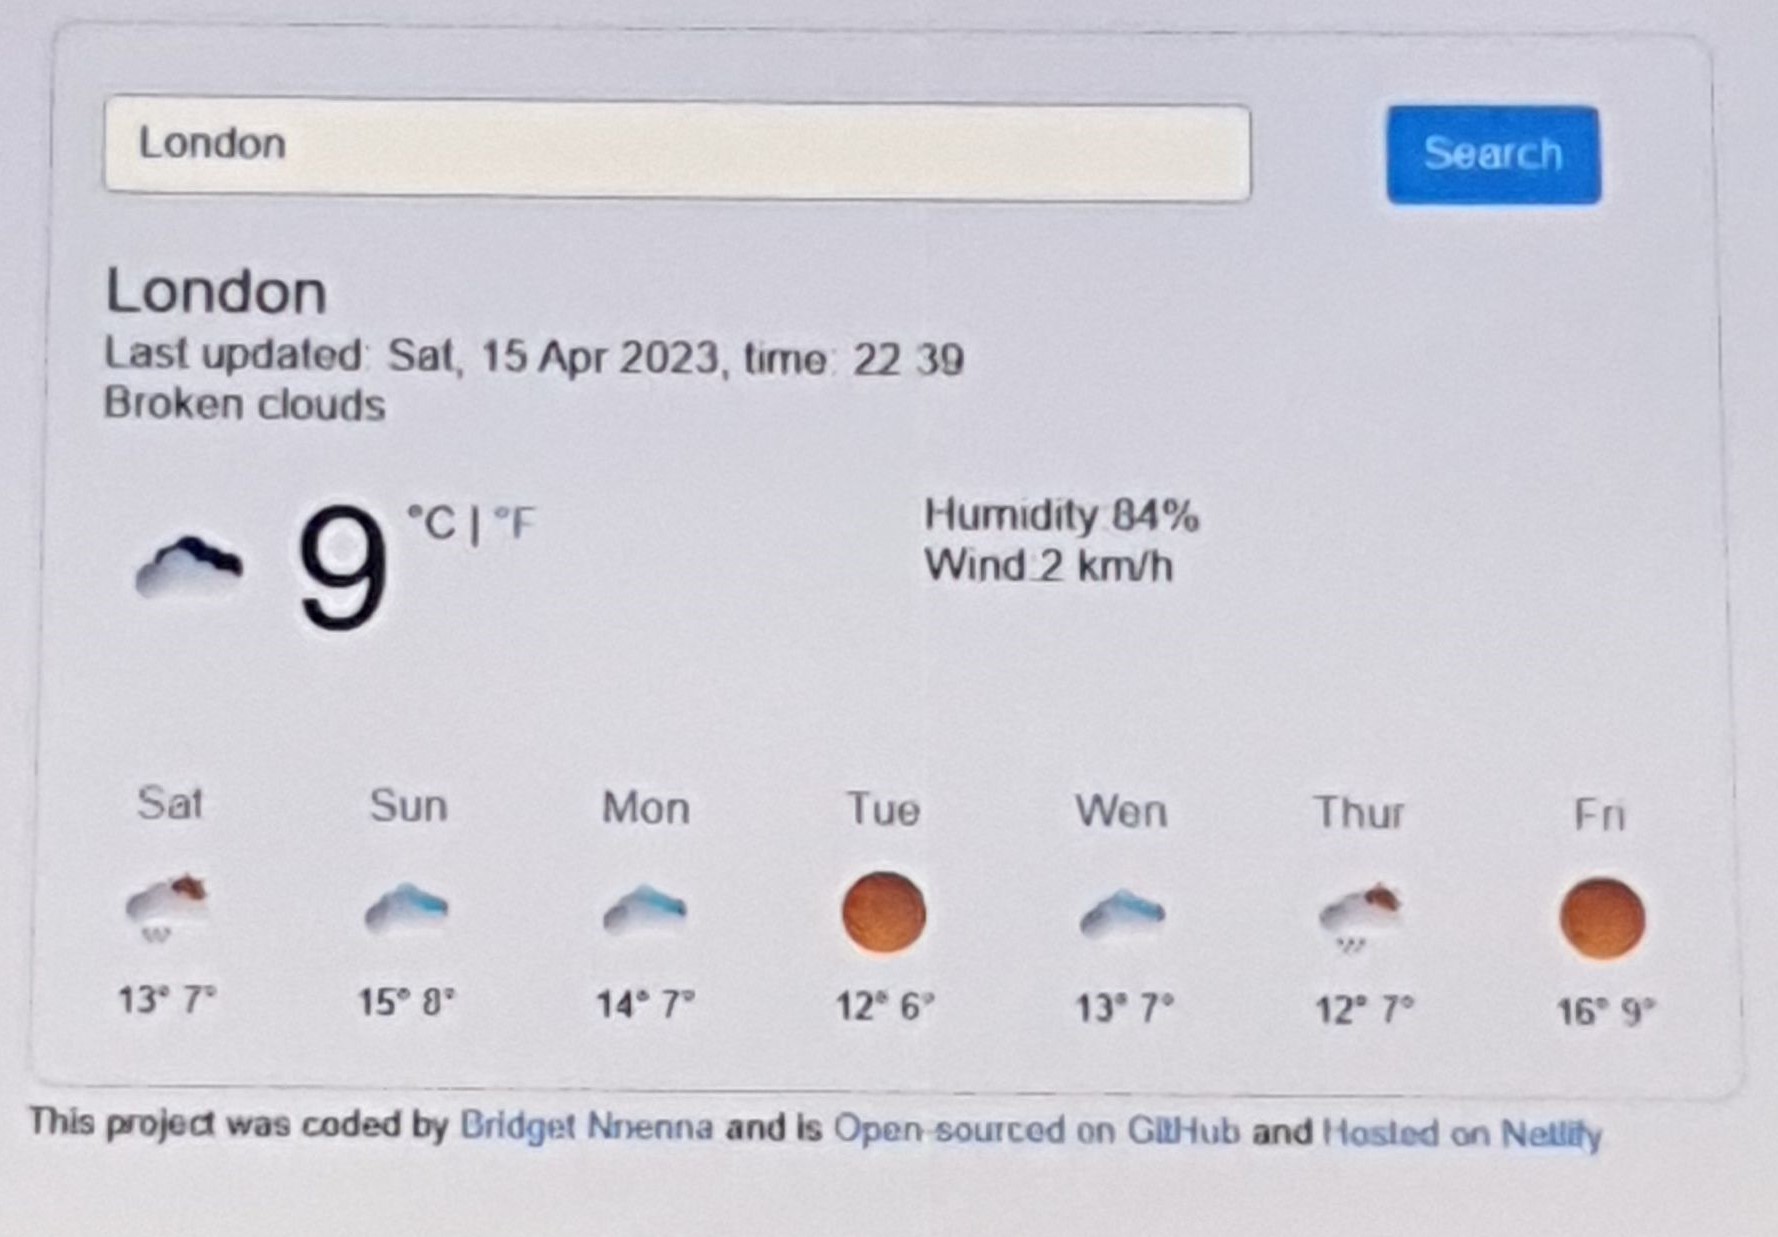 London
Search
London
Last updated: Sat, 15 Apr 2023, time: 22 39
Broken clouds
9 °C | °F
Humidity 84%
Wind:2 km/h
Sat Sun Mon Tue Wen Thur Fri
13° 7° 15° 8° 14° 7° 12° 6° 13° 7° 12° 7° 16° 9°
This project was coded by Bridget Nnenna and is Open-sourced on GitHub and Hosted on Netlify